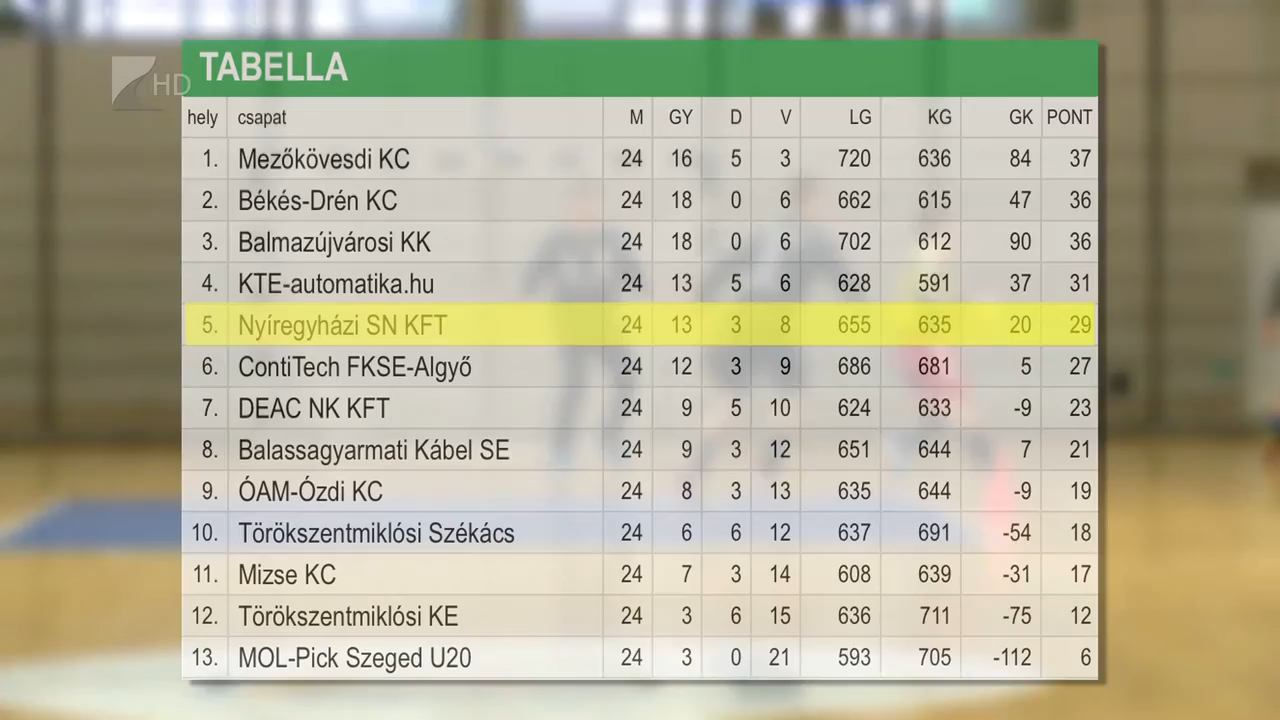 TABELLA
HD
hely csapat M GY D V LG KG GK PONT
1. Mezőkövesdi KC 24 16 5 3 720 636 84 37
2. Békés-Drén KC 24 18 0 6 662 615 47 36
3. Balmazújvárosi KK 24 18 0 6 702 612 90 36
4. KTE-automatika.hu 24 13 5 6 628 591 37 31
5. Nyíregyházi SN KFT 24 13 3 8 655 635 20 29
6. ContiTech FKSE-Algyő 24 12 3 9 686 681 5 27
7. DEAC NK KFT 24 9 5 10 624 633 -9 23
8. Balassagyarmati Kábel SE 24 9 3 12 651 644 7 21
9. ÓAM-Ózdi KC 24 8 3 13 635 644 -9 19
10. Törökszentmiklósi Székács 24 6 6 12 637 691 -54 18
11. Mizse KC 24 7 3 14 608 639 -31 17
12. Törökszentmiklósi KE 24 3 6 15 636 711 -75 12
13. MOL-Pick Szeged U20 24 3 0 21 593 705 -112 6